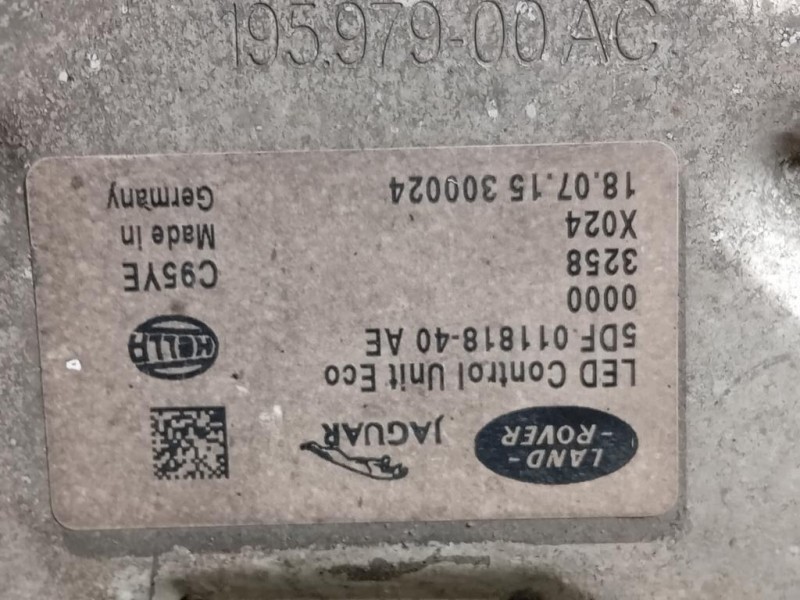 195.979-00 AC
LAND-
-ROVER
JAGUAR
LED Control Unit Eco
5DF 011818-40 AE
0000
3258
X024
18.07.15 300024
HELLA
C95YE
Made in
Germany